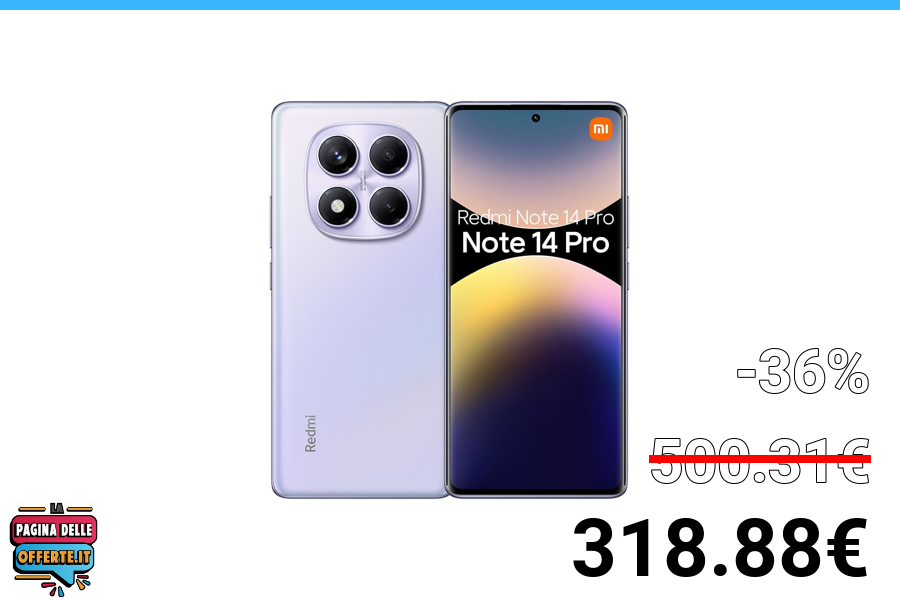 mi
Redmi Note 14 Pro
Note 14 Pro
Redmi
-36%
500.31€
318.88€
LA
PAGINA DELLE
OFFERTE.IT